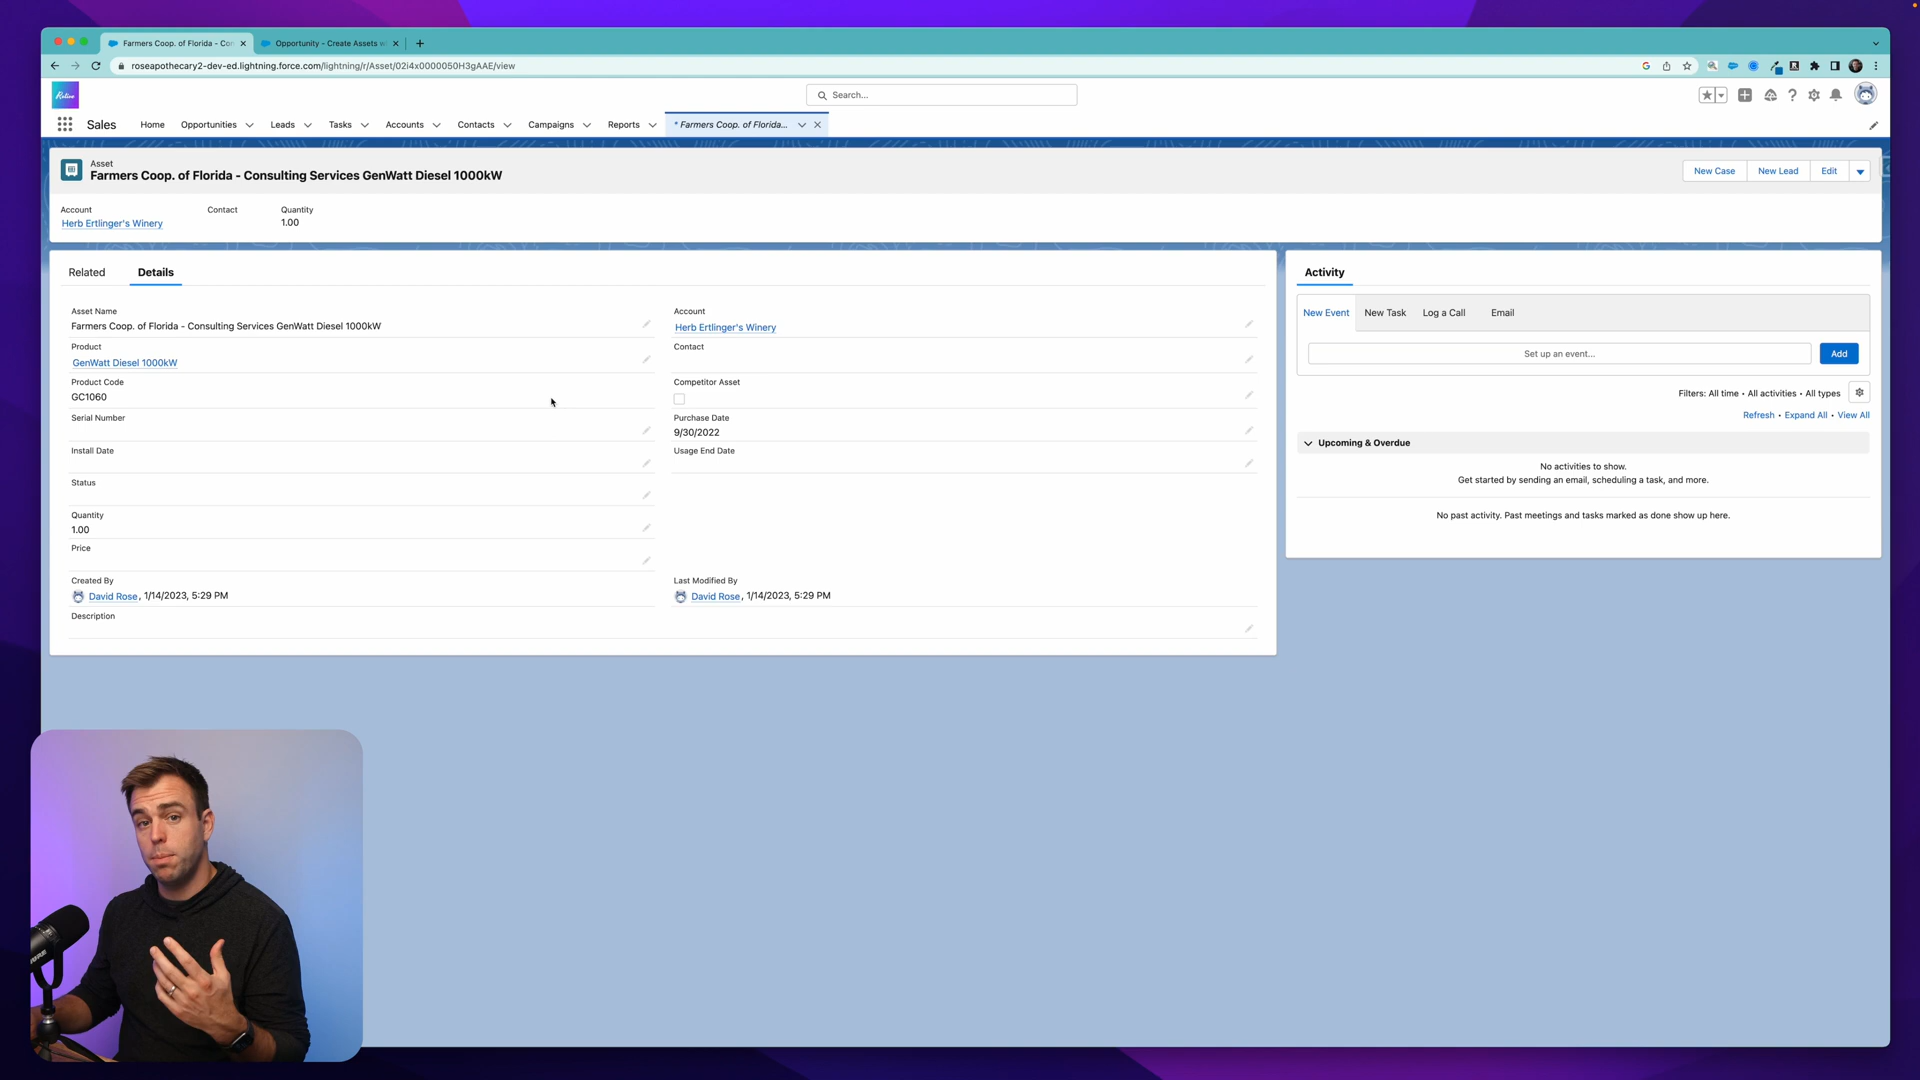 Farmers Coop. of Florida - Con
Opportunity - Create Assets w
roseapothecary2-dev-ed.lightning.force.com/lightning/r/Asset/02i4x0000050H3gAAE/view
Relive
Search...
Sales
Home
Opportunities
Leads
Tasks
Accounts
Contacts
Campaigns
Reports
* Farmers Coop. of Florida...
Asset
Farmers Coop. of Florida - Consulting Services GenWatt Diesel 1000kW
New Case
New Lead
Edit
Account
Contact
Quantity
Herb Ertlinger's Winery
1.00
Related
Details
Asset Name
Farmers Coop. of Florida - Consulting Services GenWatt Diesel 1000kW
Account
Herb Ertlinger's Winery
Product
GenWatt Diesel 1000kW
Contact
Product Code
GC1060
Competitor Asset
Serial Number
Purchase Date
9/30/2022
Install Date
Usage End Date
Status
Quantity
1.00
Price
Created By
David Rose, 1/14/2023, 5:29 PM
Last Modified By
David Rose, 1/14/2023, 5:29 PM
Description
Activity
New Event
New Task
Log a Call
Email
Set up an event...
Add
Filters: All time • All activities • All types
Refresh • Expand All • View All
Upcoming & Overdue
No activities to show.
Get started by sending an email, scheduling a task, and more.
No past activity. Past meetings and tasks marked as done show up here.